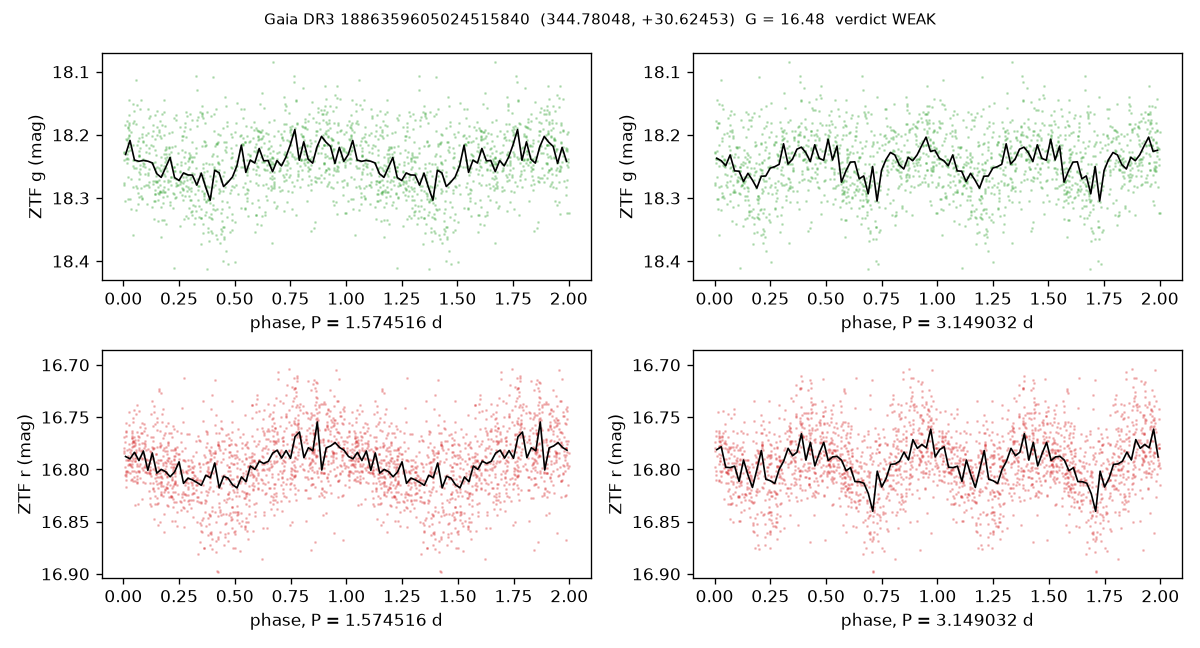 Gaia DR3 1886359605024515840 (344.78048, +30.62453) G = 16.48 verdict WEAK
ZTF g (mag)
18.1
18.2
18.3
18.4
0.00 0.25 0.50 0.75 1.00 1.25 1.50 1.75 2.00
phase, P = 1.574516 d
ZTF g (mag)
18.1
18.2
18.3
18.4
0.00 0.25 0.50 0.75 1.00 1.25 1.50 1.75 2.00
phase, P = 3.149032 d
ZTF r (mag)
16.70
16.75
16.80
16.85
16.90
0.00 0.25 0.50 0.75 1.00 1.25 1.50 1.75 2.00
phase, P = 1.574516 d
ZTF r (mag)
16.70
16.75
16.80
16.85
16.90
0.00 0.25 0.50 0.75 1.00 1.25 1.50 1.75 2.00
phase, P = 3.149032 d